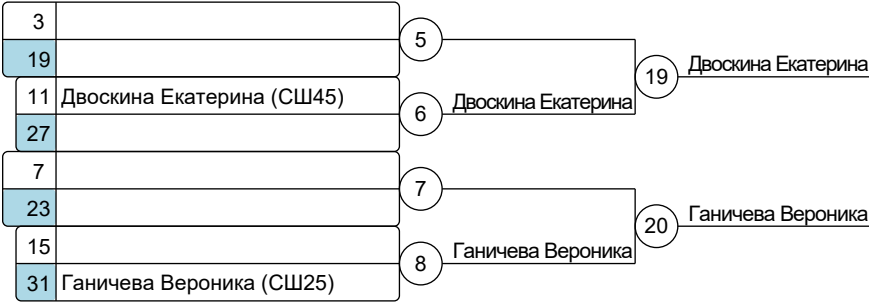 3
19
5
11 Двоскина Екатерина (СШ45)
27
6 Двоскина Екатерина
19 Двоскина Екатерина
7
23
7
15
31 Ганичева Вероника (СШ25)
8 Ганичева Вероника
20 Ганичева Вероника